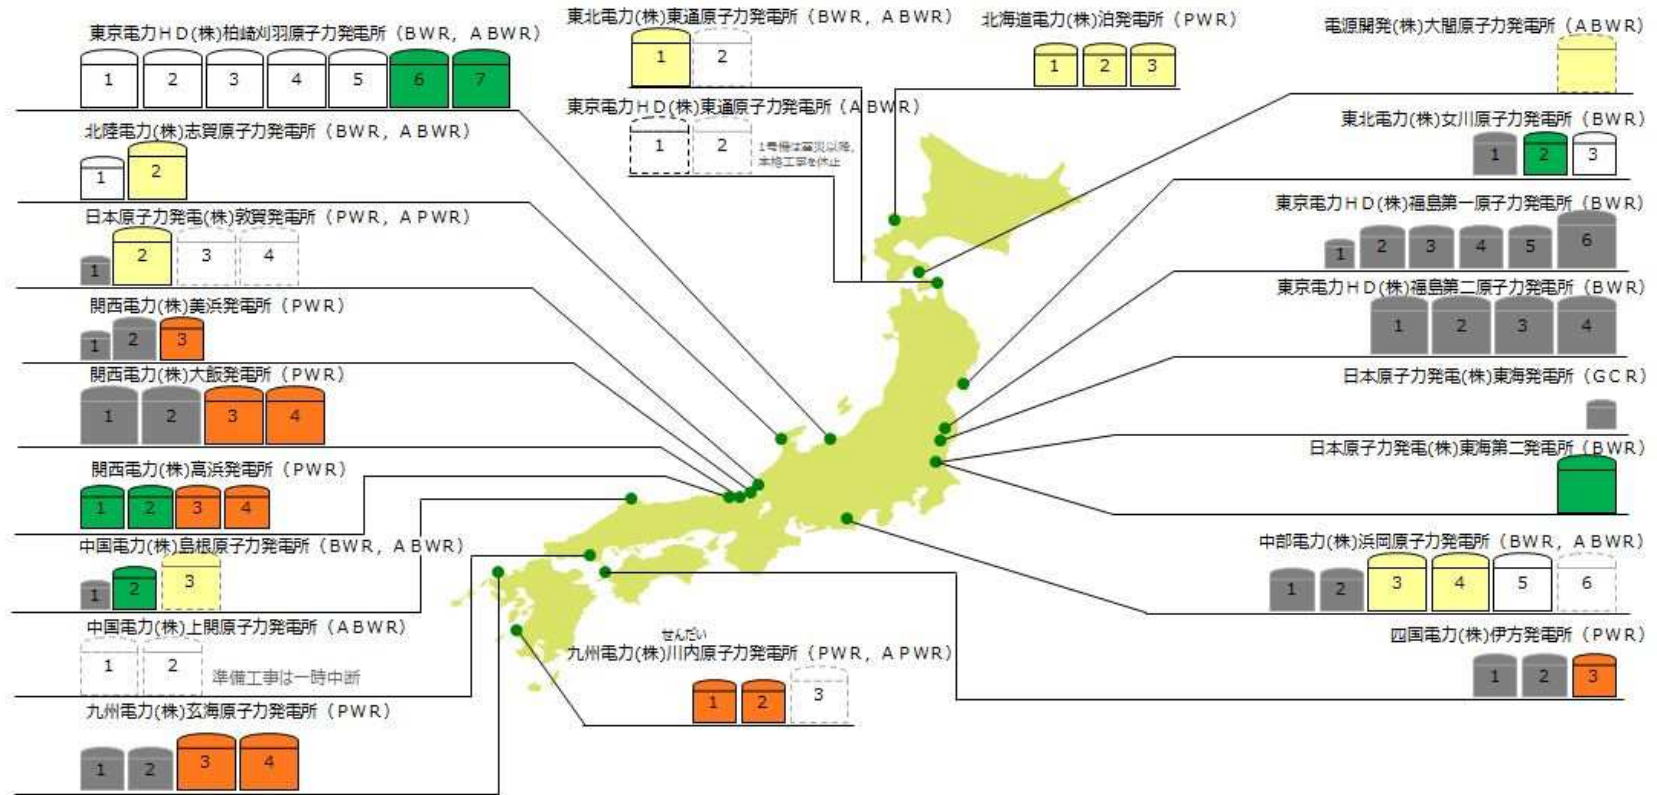 東京電力HD(株)柏崎刈羽原子力発電所（BWR，ABWR）
1 2 3 4 5 6 7
北陸電力(株)志賀原子力発電所（BWR，ABWR）
1 2
日本原子力発電(株)敦賀発電所（PWR，APWR）
1 2 3 4
関西電力(株)美浜発電所（PWR）
1 2 3
関西電力(株)大飯発電所（PWR）
1 2 3 4
関西電力(株)高浜発電所（PWR）
1 2 3 4
中国電力(株)島根原子力発電所（BWR，ABWR）
1 2 3
中国電力(株)上関原子力発電所（ABWR）
1 2 準備工事は一時中断
九州電力(株)玄海原子力発電所（PWR）
1 2 3 4
東北電力(株)東通原子力発電所（BWR，ABWR）
1 2
東京電力HD(株)東通原子力発電所（ABWR）
1 2 1号機は震災以降、
本格工事を休止
北海道電力(株)泊発電所（PWR）
1 2 3
せんだい
九州電力(株)川内原子力発電所（PWR，APWR）
1 2 3
電源開発(株)大間原子力発電所（ABWR）
東北電力(株)女川原子力発電所（BWR）
1 2 3
東京電力HD(株)福島第一原子力発電所（BWR）
1 2 3 4 5 6
東京電力HD(株)福島第二原子力発電所（BWR）
1 2 3 4
日本原子力発電(株)東海発電所（GCR）
日本原子力発電(株)東海第二発電所（BWR）
中部電力(株)浜岡原子力発電所（BWR，ABWR）
1 2 3 4 5 6
四国電力(株)伊方発電所（PWR）
1 2 3